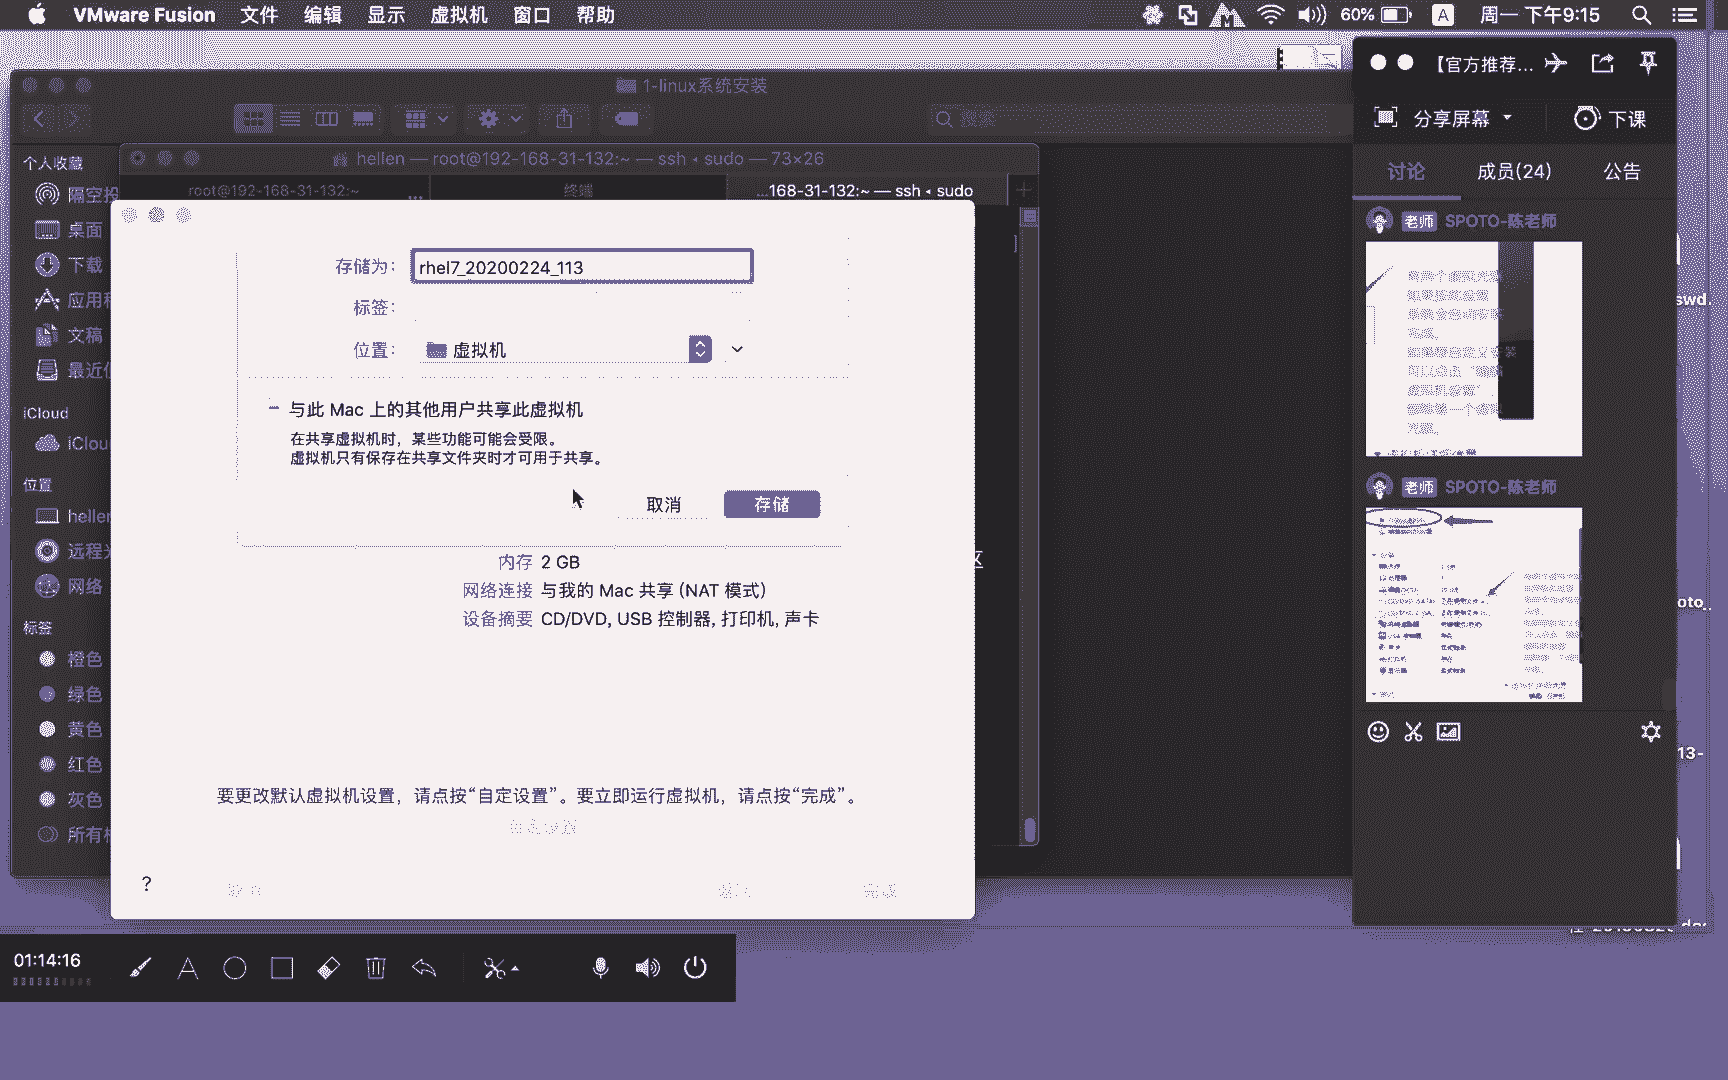 VMware Fusion 文件 编辑 显示 虚拟机 窗口 帮助
60% A 周一 下午9:15
1-linux系统安装
搜索
个人收藏
隔空投
桌面
下载
应用程
文稿
最近使
iCloud
iClou
位置
hellen
远程光
网络
标签
橙色
绿色
黄色
红色
灰色
所有标
hellen — root@192-168-31-132:~ — ssh ◂ sudo — 73×26
root@192-168-31-132:~ ...
终端
...168-31-132:~ — ssh ◂ sudo
存储为: rhel7_20200224_113
标签:
位置: 虚拟机
与此 Mac 上的其他用户共享此虚拟机
在共享虚拟机时，某些功能可能会受限。
虚拟机只有保存在共享文件夹时才可用于共享。
取消 存储
内存 2 GB
网络连接 与我的 Mac 共享 (NAT 模式)
设备摘要 CD/DVD, USB 控制器, 打印机, 声卡
要更改默认虚拟机设置，请点按“自定设置”。要立即运行虚拟机，请点按“完成”。
自定设置
?
完成
【官方推荐...
分享屏幕 下课
讨论 成员(24) 公告
老师 SPOTO-陈老师
老师 SPOTO-陈老师
swd.
oto..
13-
01:14:16